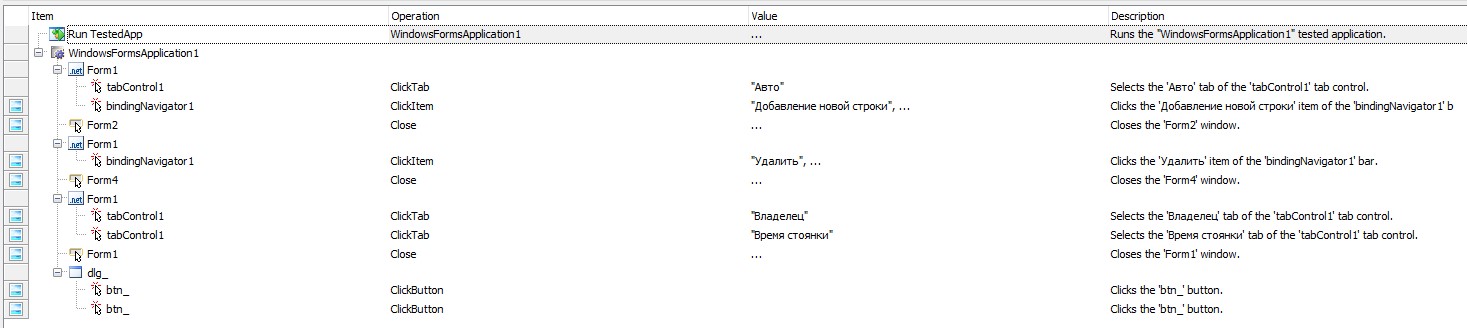 Item Operation Value Description
Run TestedApp WindowsFormsApplication1 ... Runs the "WindowsFormsApplication1" tested application.
WindowsFormsApplication1
.net Form1
tabControl1 ClickTab "Авто" Selects the 'Авто' tab of the 'tabControl1' tab control.
bindingNavigator1 ClickItem "Добавление новой строки", ... Clicks the 'Добавление новой строки' item of the 'bindingNavigator1' b
Form2 Close ... Closes the 'Form2' window.
.net Form1
bindingNavigator1 ClickItem "Удалить", ... Clicks the 'Удалить' item of the 'bindingNavigator1' bar.
Form4 Close ... Closes the 'Form4' window.
.net Form1
tabControl1 ClickTab "Владелец" Selects the 'Владелец' tab of the 'tabControl1' tab control.
tabControl1 ClickTab "Время стоянки" Selects the 'Время стоянки' tab of the 'tabControl1' tab control.
Form1 Close ... Closes the 'Form1' window.
dlg_
btn_ ClickButton Clicks the 'btn_' button.
btn_ ClickButton Clicks the 'btn_' button.